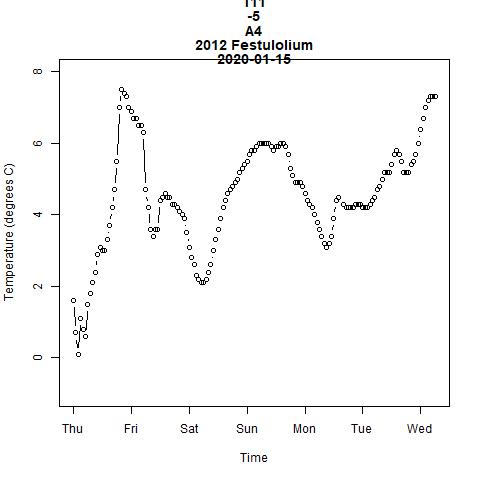 T11
-5
A4
2012 Festulolium
2020-01-15
Temperature (degrees C)
8
6
4
2
0
Thu Fri Sat Sun Mon Tue Wed
Time